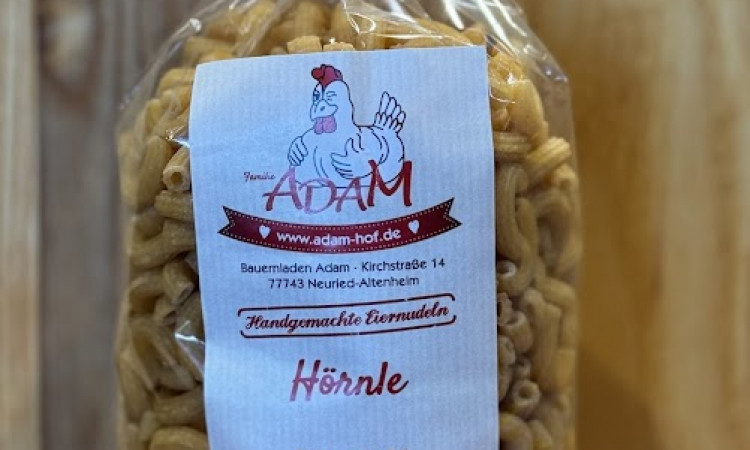 Familie
ADAM
www.adam-hof.de
Bauernladen Adam · Kirchstraße 14
77743 Neuried-Altenheim
Handgemachte Eiernudeln
Hörnle